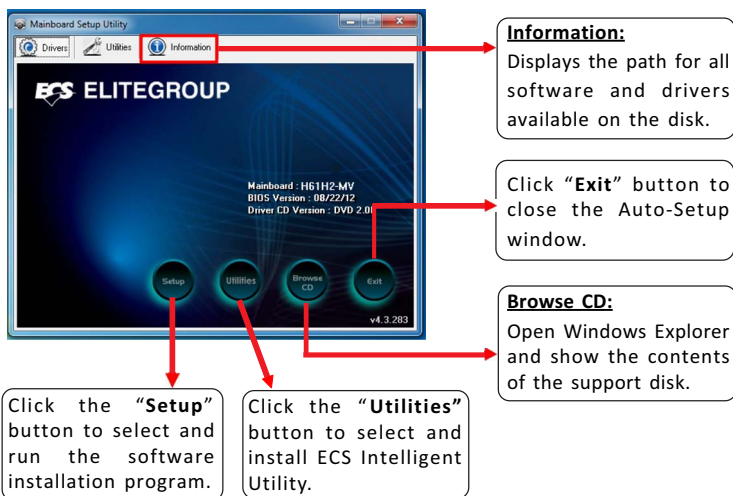 Mainboard Setup Utility
Drivers Utilities Information
ECS ELITEGROUP
Mainboard : H61H2-MV
BIOS Version : 08/22/12
Driver CD Version : DVD 2.0
Setup
Utilities
Browse
CD
Exit
v4.3.283
Information:
Displays the path for all
software and drivers
available on the disk.
Click “Exit” button to
close the Auto-Setup
window.
Browse CD:
Open Windows Explorer
and show the contents
of the support disk.
Click the “Setup”
button to select and
run the software
installation program.
Click the “Utilities”
button to select and
install ECS Intelligent
Utility.